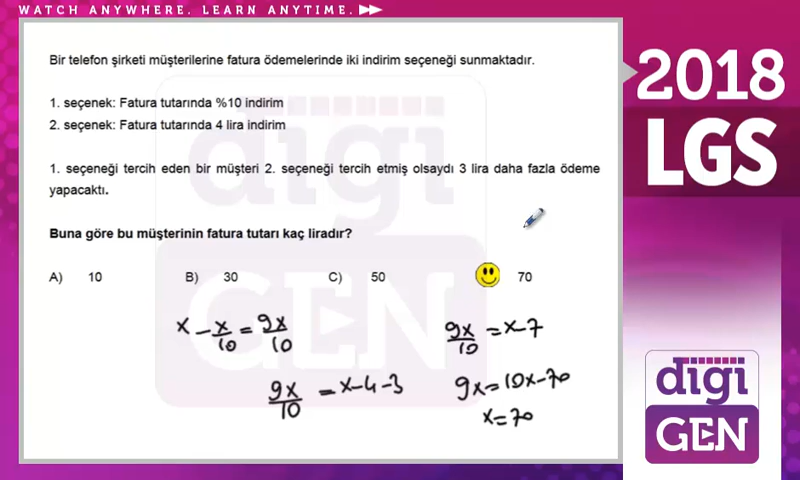 WATCH ANYWHERE. LEARN ANYTIME.
Bir telefon şirketi müşterilerine fatura ödemelerinde iki indirim seçeneği sunmaktadır.
1. seçenek: Fatura tutarında %10 indirim
2. seçenek: Fatura tutarında 4 lira indirim
1. seçeneği tercih eden bir müşteri 2. seçeneği tercih etmiş olsaydı 3 lira daha fazla ödeme
yapacaktı.
Buna göre bu müşterinin fatura tutarı kaç liradır?
A) 10 B) 30 C) 50 70
x - x/10 = 9x/10
9x/10 = x-4-3
9x/10 = x-7
9x=10x-70
x=70
2018
LGS
digi
GEN
digi
GEN